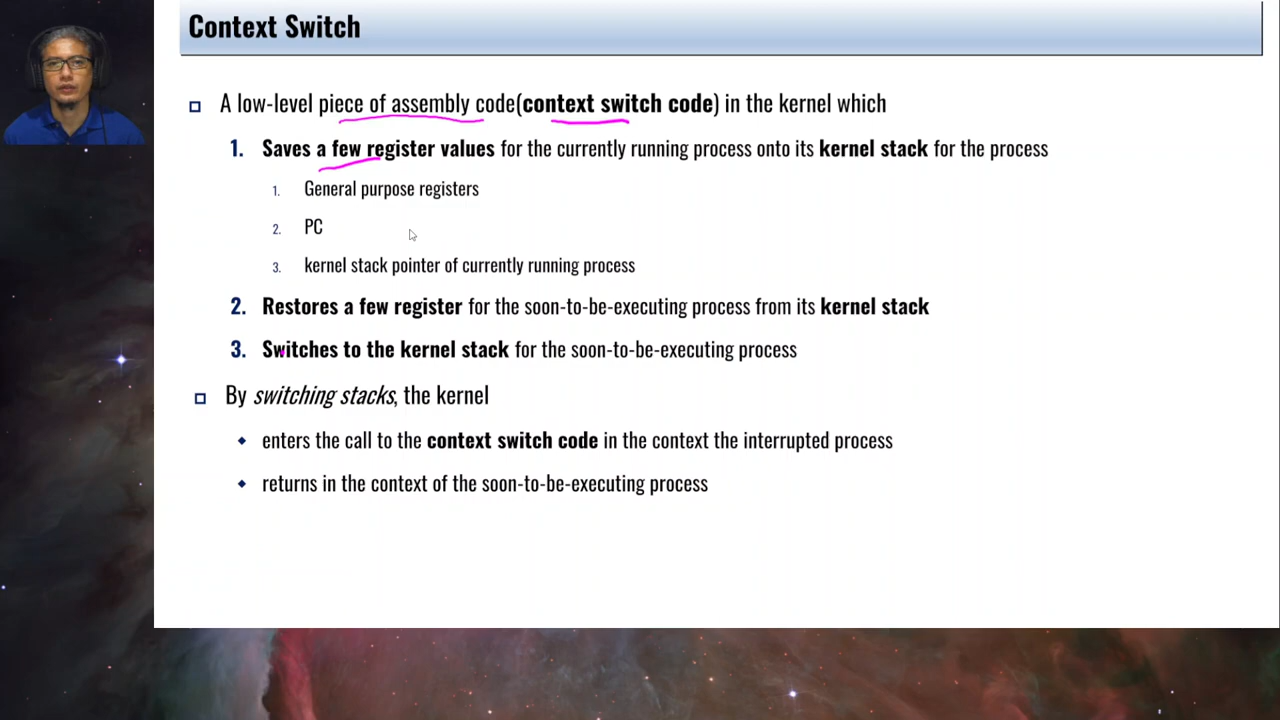 Context Switch
A low-level piece of assembly code(context switch code) in the kernel which
1. Saves a few register values for the currently running process onto its kernel stack for the process
1. General purpose registers
2. PC
3. kernel stack pointer of currently running process
2. Restores a few register for the soon-to-be-executing process from its kernel stack
3. Switches to the kernel stack for the soon-to-be-executing process
By switching stacks, the kernel
enters the call to the context switch code in the context the interrupted process
returns in the context of the soon-to-be-executing process